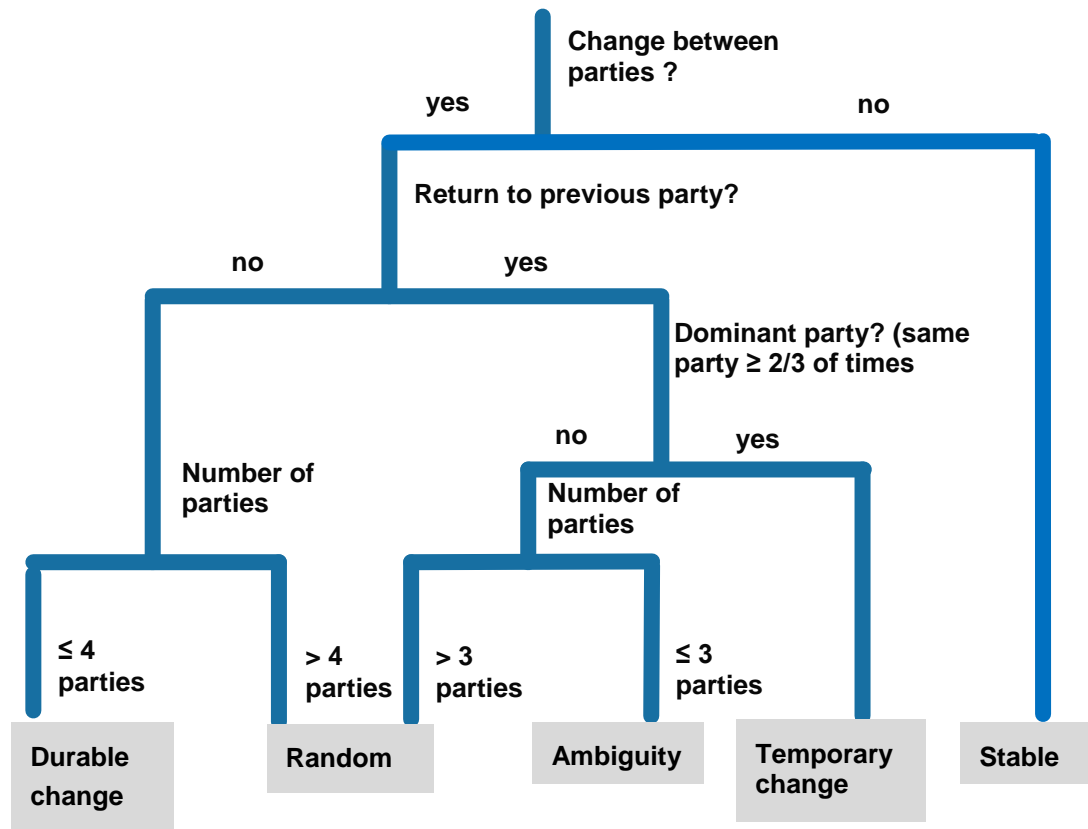 Change between
parties ?
yes
no
Return to previous party?
no
yes
Dominant party? (same
party ≥ 2/3 of times
no
yes
Number of
parties
Number of
parties
≤ 4
parties
> 4
parties
> 3
parties
≤ 3
parties
Durable
change
Random
Ambiguity
Temporary
change
Stable